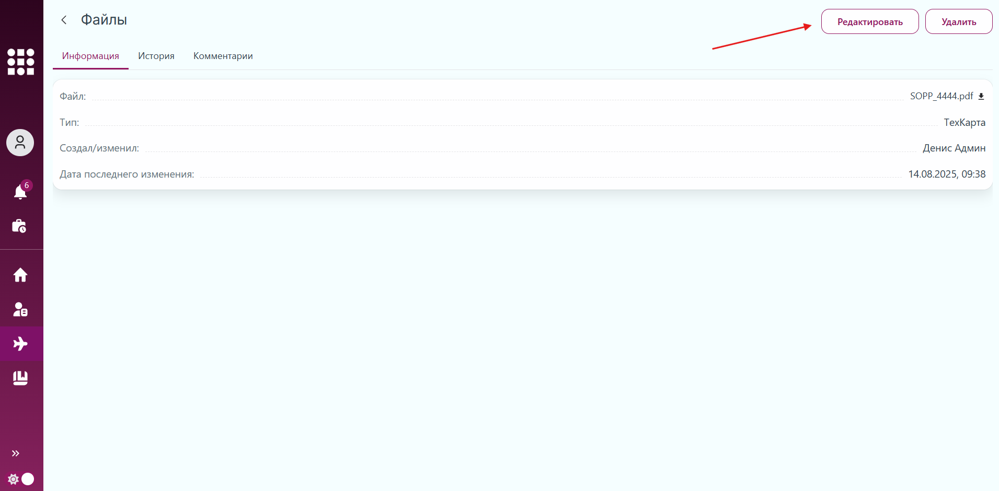 Файлы
Редактировать
Удалить
Информация
История
Комментарии
Файл:
SOPP_4444.pdf
Тип:
ТехКарта
Создал/изменил:
Денис Админ
Дата последнего изменения:
14.08.2025, 09:38
6